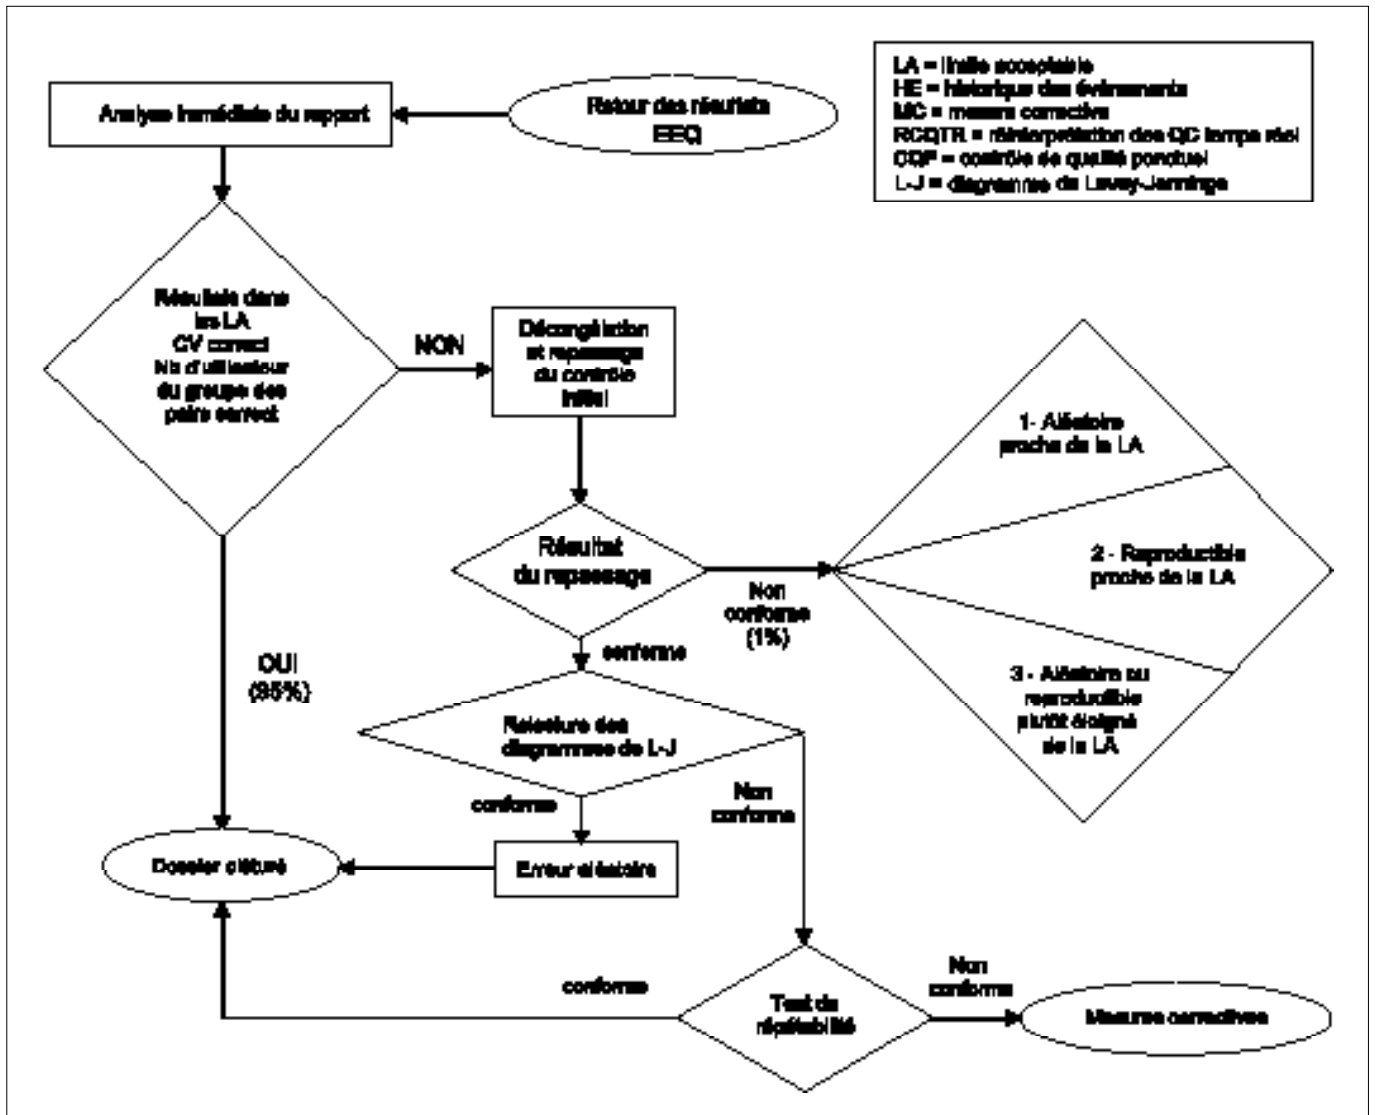 LA = limite acceptable
HE = historique des évènements
MC = mesure corrective
RCQTR = réinterprétation des QC temps réel
CQP = contrôle de qualité ponctuel
L-J = diagramme de Levey-Jennings
Retour des résultats
EEQ
Analyse immédiate du rapport
Résultats dans
les LA
CV correct
Nb d'utilisateur
du groupe des
pairs correct
NON
Décongélation
et repassage
du contrôle
initial
Résultat
du repassage
Non
conforme
(1%)
1- Aléatoire
proche de la LA
2 - Reproductible
proche de la LA
3 - Aléatoire ou
reproductible
plutôt éloigné
de la LA
OUI
(95%)
conforme
Relecture des
diagrammes de L-J
conforme
Non
conforme
Dossier clôturé
Erreur aléatoire
conforme
Test de
répétabilité
Non
conforme
Mesures correctives